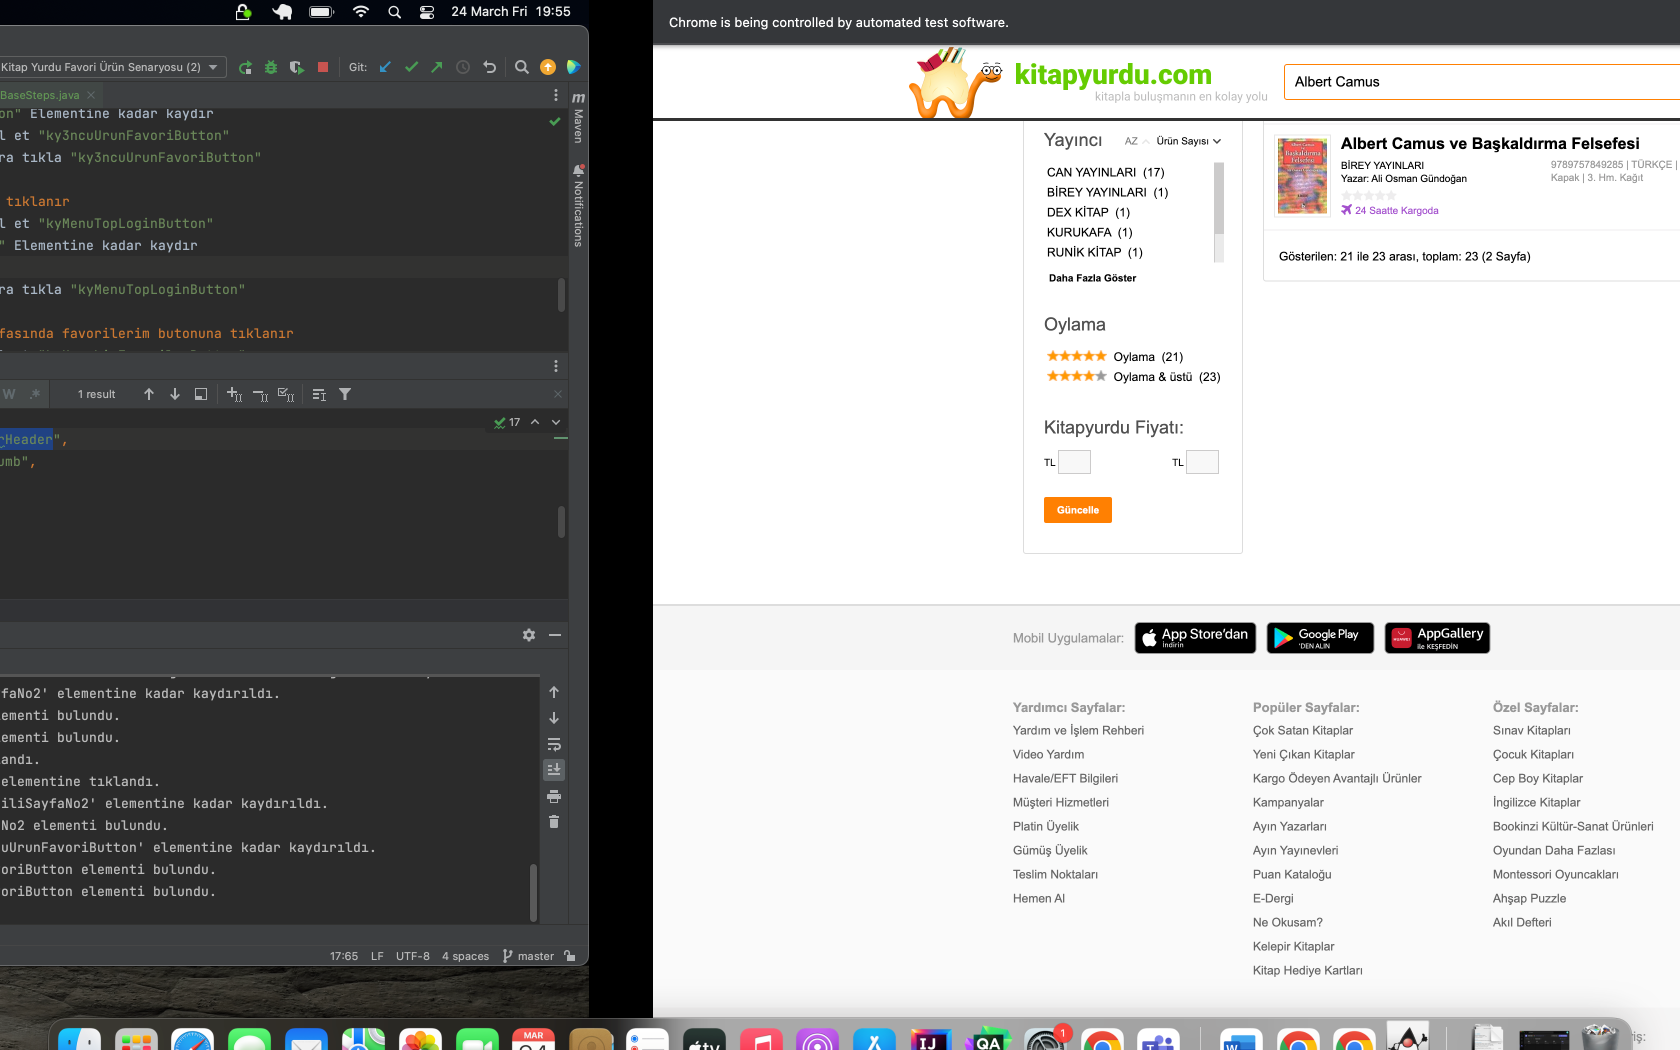 24 March Fri 19:55
Kitap Yurdu Favori Ürün Senaryosu (2)
Git:
BaseSteps.java
on" Elementine kadar kaydır
l et "ky3ncuUrunFavoriButton"
ra tıkla "ky3ncuUrunFavoriButton"
tıklanır
l et "kyMenuTopLoginButton"
" Elementine kadar kaydır
ra tıkla "kyMenuTopLoginButton"
fasında favorilerim butonuna tıklanır
Maven
Notifications
W .*
1 result
17
rHeader",
umb",
faNo2' elementine kadar kaydırıldı.
ementi bulundu.
ementi bulundu.
andı.
elementine tıklandı.
iliSayfaNo2' elementine kadar kaydırıldı.
No2 elementi bulundu.
uUrunFavoriButton' elementine kadar kaydırıldı.
oriButton elementi bulundu.
oriButton elementi bulundu.
17:65 LF UTF-8 4 spaces master
Chrome is being controlled by automated test software.
kitapyurdu.com
kitapla buluşmanın en kolay yolu
Albert Camus
Yayıncı AZ Ürün Sayısı
CAN YAYINLARI (17)
BİREY YAYINLARI (1)
DEX KİTAP (1)
KURUKAFA (1)
RUNİK KİTAP (1)
Daha Fazla Göster
Oylama
Oylama (21)
Oylama & üstü (23)
Kitapyurdu Fiyatı:
TL TL
Güncelle
Albert Camus ve Başkaldırma Felsefesi
BİREY YAYINLARI
Yazar: Ali Osman Gündoğan
9789757849285 | TÜRKÇE |
Kapak | 3. Hm. Kağıt
24 Saatte Kargoda
Gösterilen: 21 ile 23 arası, toplam: 23 (2 Sayfa)
Mobil Uygulamalar:
App Store'dan
indirin
Google Play
'DEN ALIN
HUAWEI
AppGallery
ile KEŞFEDİN
Yardımcı Sayfalar:
Yardım ve İşlem Rehberi
Video Yardım
Havale/EFT Bilgileri
Müşteri Hizmetleri
Platin Üyelik
Gümüş Üyelik
Teslim Noktaları
Hemen Al
Popüler Sayfalar:
Çok Satan Kitaplar
Yeni Çıkan Kitaplar
Kargo Ödeyen Avantajlı Ürünler
Kampanyalar
Ayın Yazarları
Ayın Yayınevleri
Puan Kataloğu
E-Dergi
Ne Okusam?
Kelepir Kitaplar
Kitap Hediye Kartları
Özel Sayfalar:
Sınav Kitapları
Çocuk Kitapları
Cep Boy Kitaplar
İngilizce Kitaplar
Bookinzi Kültür-Sanat Ürünleri
Oyundan Daha Fazlası
Montessori Oyuncakları
Ahşap Puzzle
Akıl Defteri
MAR
tv
IJ
QA
1
W
iş: